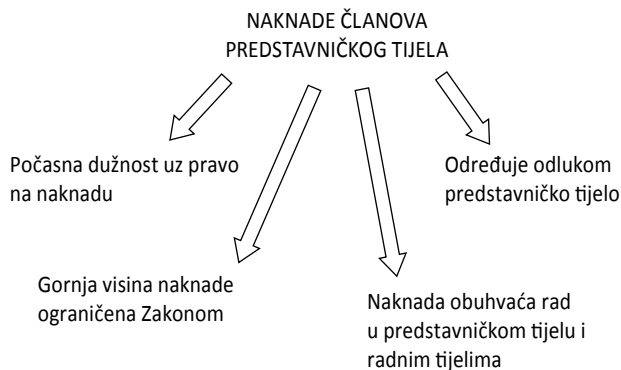 NAKNADE ČLANOVA
PREDSTAVNIČKOG TIJELA
Počasna dužnost uz pravo
na naknadu
Određuje odlukom
predstavničko tijelo
Gornja visina naknade
ograničena Zakonom
Naknada obuhvaća rad
u predstavničkom tijelu i
radnim tijelima